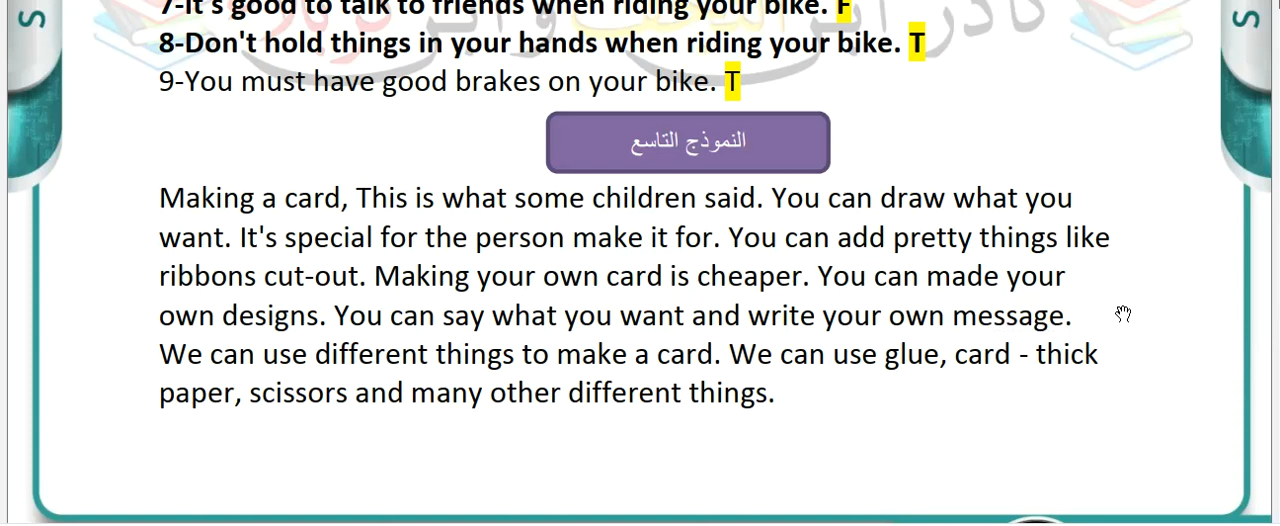 7-It's good to talk to friends when riding your bike. F
8-Don't hold things in your hands when riding your bike. T
9-You must have good brakes on your bike. T
النموذج التاسع
Making a card, This is what some children said. You can draw what you
want. It's special for the person make it for. You can add pretty things like
ribbons cut-out. Making your own card is cheaper. You can made your
own designs. You can say what you want and write your own message.
We can use different things to make a card. We can use glue, card - thick
paper, scissors and many other different things.